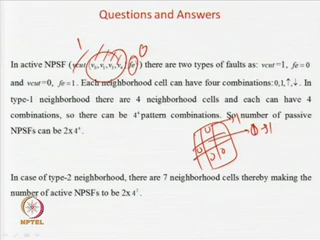 Questions and Answers
In active NPSF (vcut v₀, v₁, v₃, v₄, fe) there are two types of faults as: vcut=1, fe=0
and vcut=0, fe=1. Each neighborhood cell can have four combinations: 0,1,↑,↓. In
type-1 neighborhood there are 4 neighborhood cells and each can have 4
combinations, so there can be 4⁴ pattern combinations. So number of passive
NPSFs can be 2x 4⁴.
In case of type-2 neighborhood, there are 7 neighborhood cells thereby making the
number of active NPSFs to be 2x 4⁷.
NPTEL